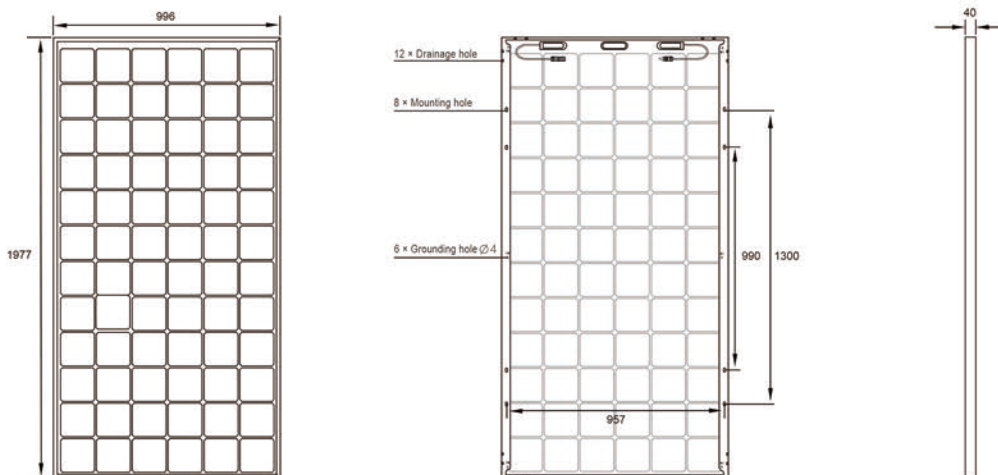 996
40
12 × Drainage hole
8 × Mounting hole
1977
6 × Grounding hole ∅4
990
1300
957